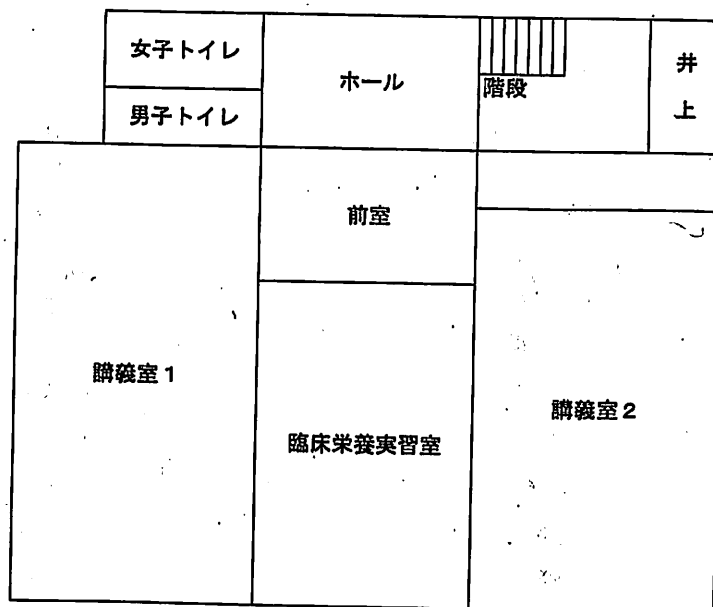 女子トイレ
男子トイレ
ホール
階段
井
上
前室
講義室1
臨床栄養実習室
講義室2